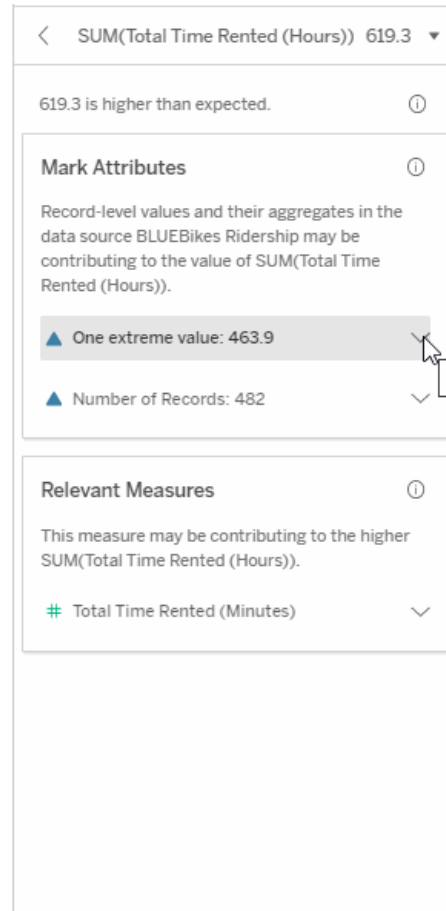 SUM(Total Time Rented (Hours)) 619.3
619.3 is higher than expected.
Mark Attributes
Record-level values and their aggregates in the
data source BLUEBikes Ridership may be
contributing to the value of SUM(Total Time
Rented (Hours)).
One extreme value: 463.9
Number of Records: 482
Relevant Measures
This measure may be contributing to the higher
SUM(Total Time Rented (Hours)).
# Total Time Rented (Minutes)